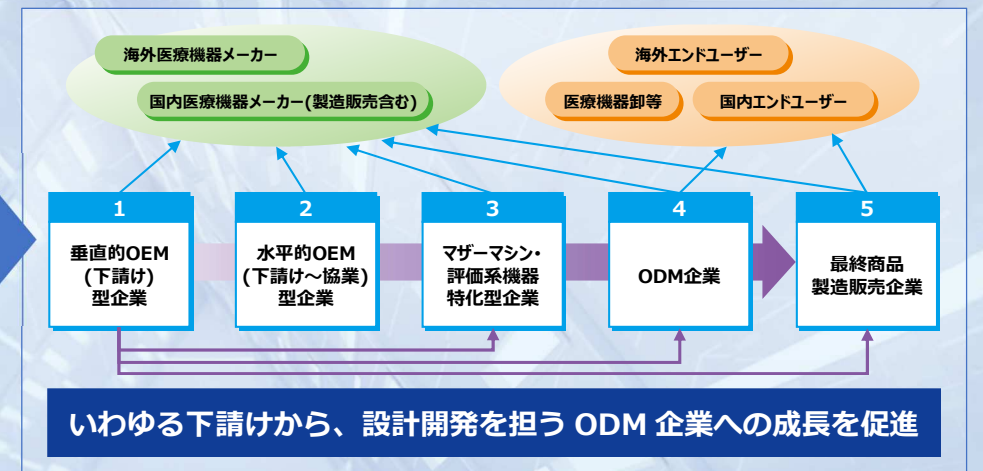 海外医療機器メーカー
国内医療機器メーカー(製造販売含む)
海外エンドユーザー
医療機器卸等
国内エンドユーザー
1
垂直的OEM
(下請け)
型企業
2
水平的OEM
(下請け～協業)
型企業
3
マザーマシン・
評価系機器
特化型企業
4
ODM企業
5
最終商品
製造販売企業
いわゆる下請けから、設計開発を担う ODM 企業への成長を促進